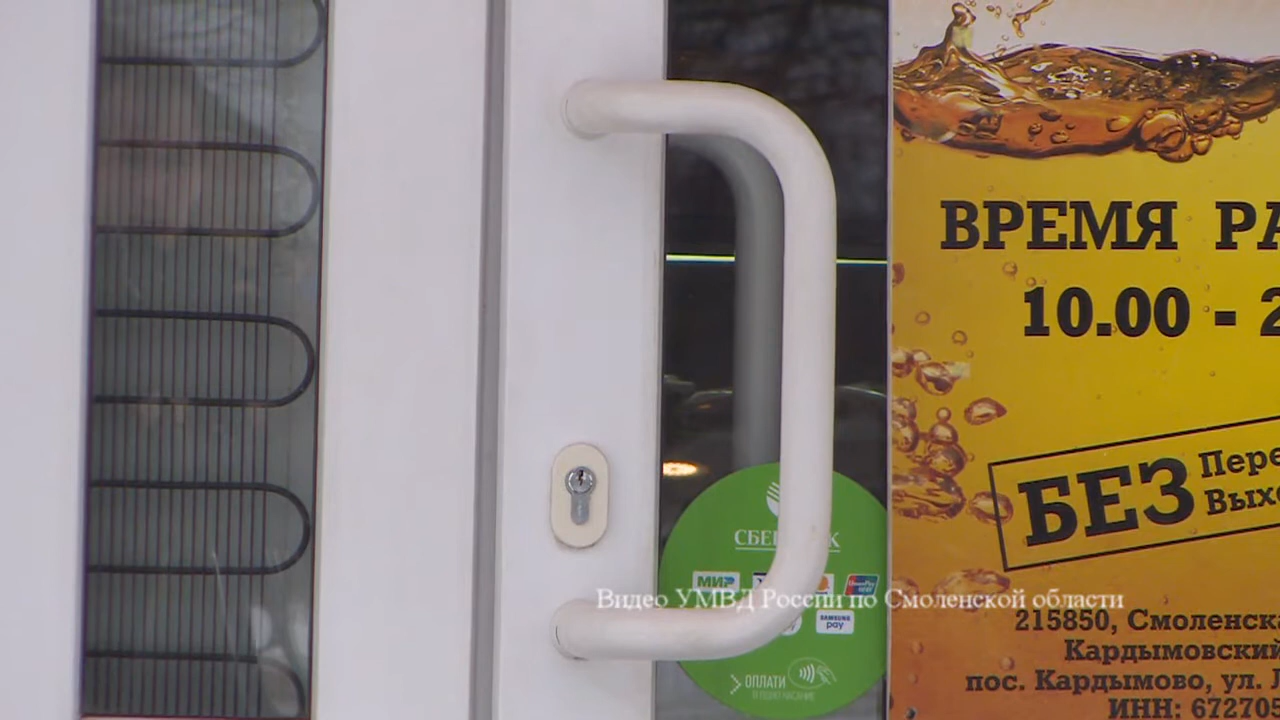 ВРЕМЯ РА
10.00 - 2
БЕЗ
Пере
Выхо
СБЕР
МИР
Видео УМВД России по Смоленской области
SAMSUNG pay
ОПЛАТИ
215850, Смоленска
Кардымовский
пос. Кардымово, ул. Л
ИНН: 672705